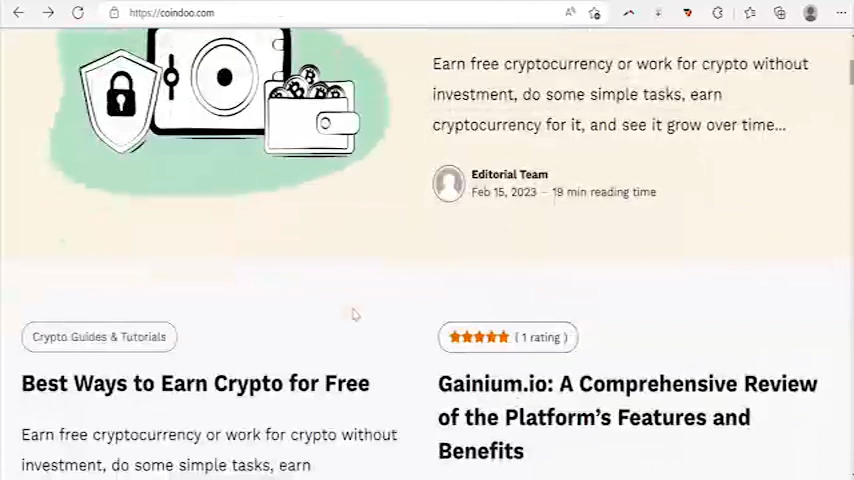 https://coindoo.com
Earn free cryptocurrency or work for crypto without
investment, do some simple tasks, earn
cryptocurrency for it, and see it grow over time...
Editorial Team
Feb 15, 2023 – 19 min reading time
Crypto Guides & Tutorials
Best Ways to Earn Crypto for Free
Earn free cryptocurrency or work for crypto without
investment, do some simple tasks, earn
( 1 rating )
Gainium.io: A Comprehensive Review
of the Platform's Features and
Benefits